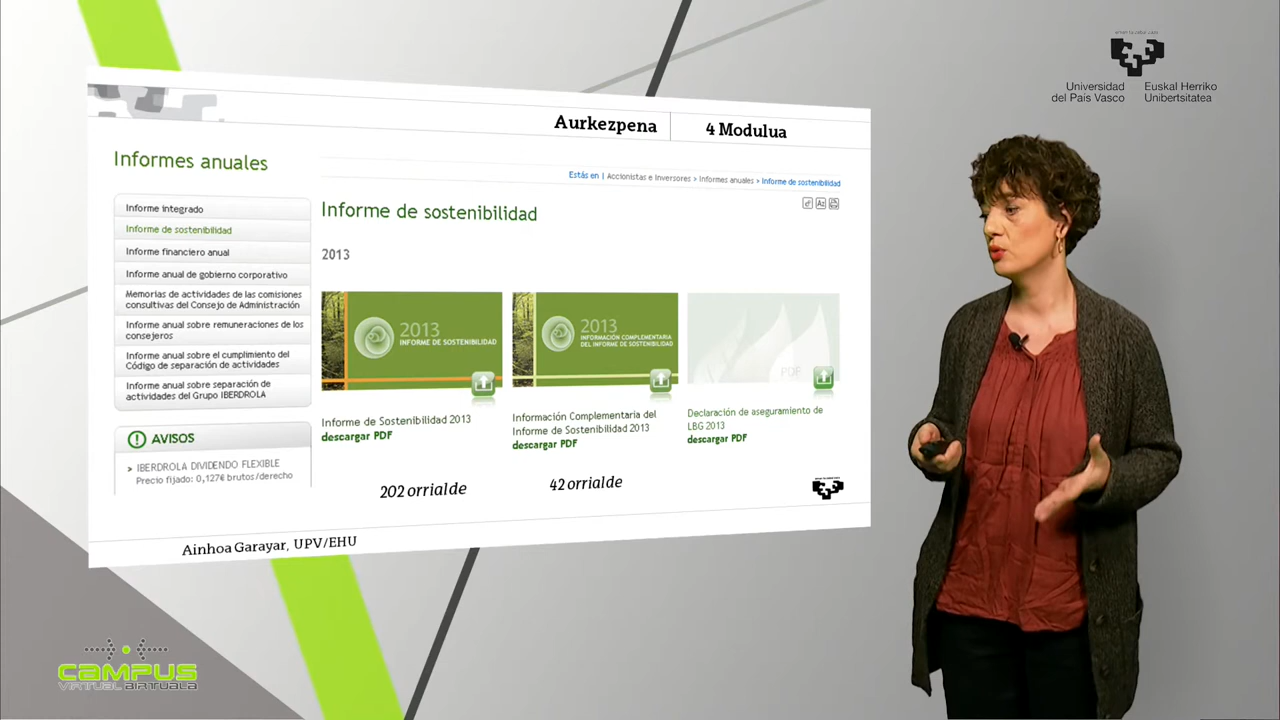 Universidad
del País Vasco
Euskal Herriko
Unibertsitatea
Aurkezpena
4 Modulua
Informes anuales
Estás en | Accionistas e Inversores > Informes anuales > Informe de sostenibilidad
Informe integrado
Informe de sostenibilidad
Informe financiero anual
Informe anual de gobierno corporativo
Memorias de actividades de las comisiones
consultivas del Consejo de Administración
Informe anual sobre remuneraciones de los
consejeros
Informe anual sobre el cumplimiento del
Código de separación de actividades
Informe anual sobre separación de
actividades del Grupo IBERDROLA
AVISOS
> IBERDROLA DIVIDENDO FLEXIBLE
Precio fijado: 0,127€ brutos/derecho
Informe de sostenibilidad
2013
2013
INFORME DE SOSTENIBILIDAD
2013
INFORMACIÓN COMPLEMENTARIA
DEL INFORME DE SOSTENIBILIDAD
PDF
Informe de Sostenibilidad 2013
descargar PDF
Información Complementaria del
Informe de Sostenibilidad 2013
descargar PDF
Declaración de aseguramiento de
LBG 2013
descargar PDF
202 orrialde
42 orrialde
Ainhoa Garayar, UPV/EHU
CAMPUS
VIRTUAL BIRTUALA